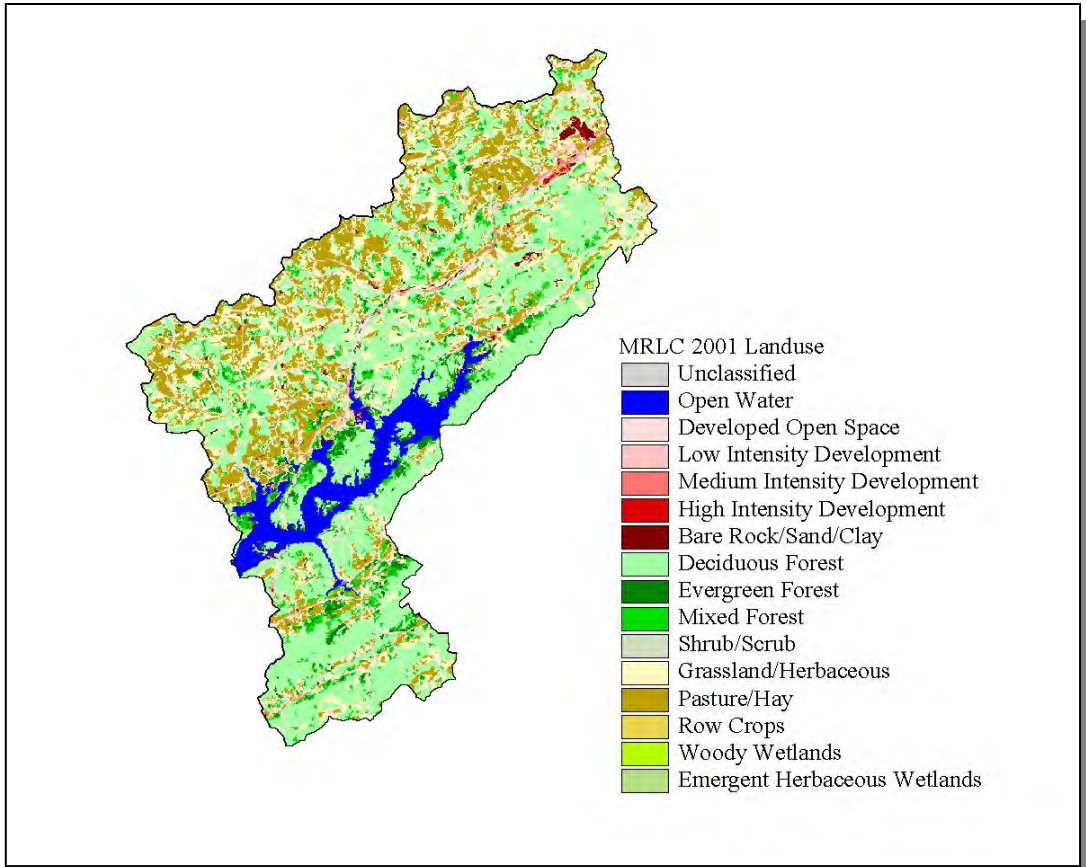 MRLC 2001 Landuse
Unclassified
Open Water
Developed Open Space
Low Intensity Development
Medium Intensity Development
High Intensity Development
Bare Rock/Sand/Clay
Deciduous Forest
Evergreen Forest
Mixed Forest
Shrub/Scrub
Grassland/Herbaceous
Pasture/Hay
Row Crops
Woody Wetlands
Emergent Herbaceous Wetlands